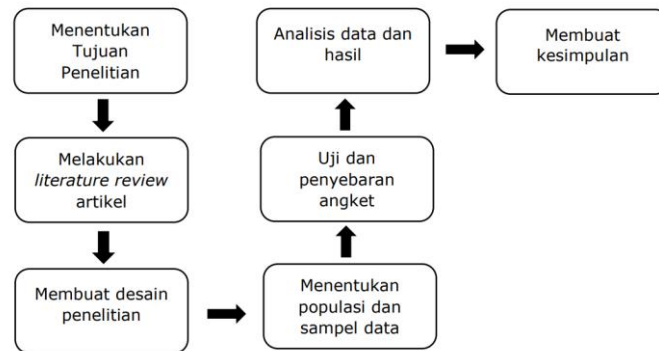 Menentukan
Tujuan
Penelitian
Melakukan
literature review
artikel
Membuat desain
penelitian
Menentukan
populasi dan
sampel data
Uji dan
penyebaran
angket
Analisis data dan
hasil
Membuat
kesimpulan